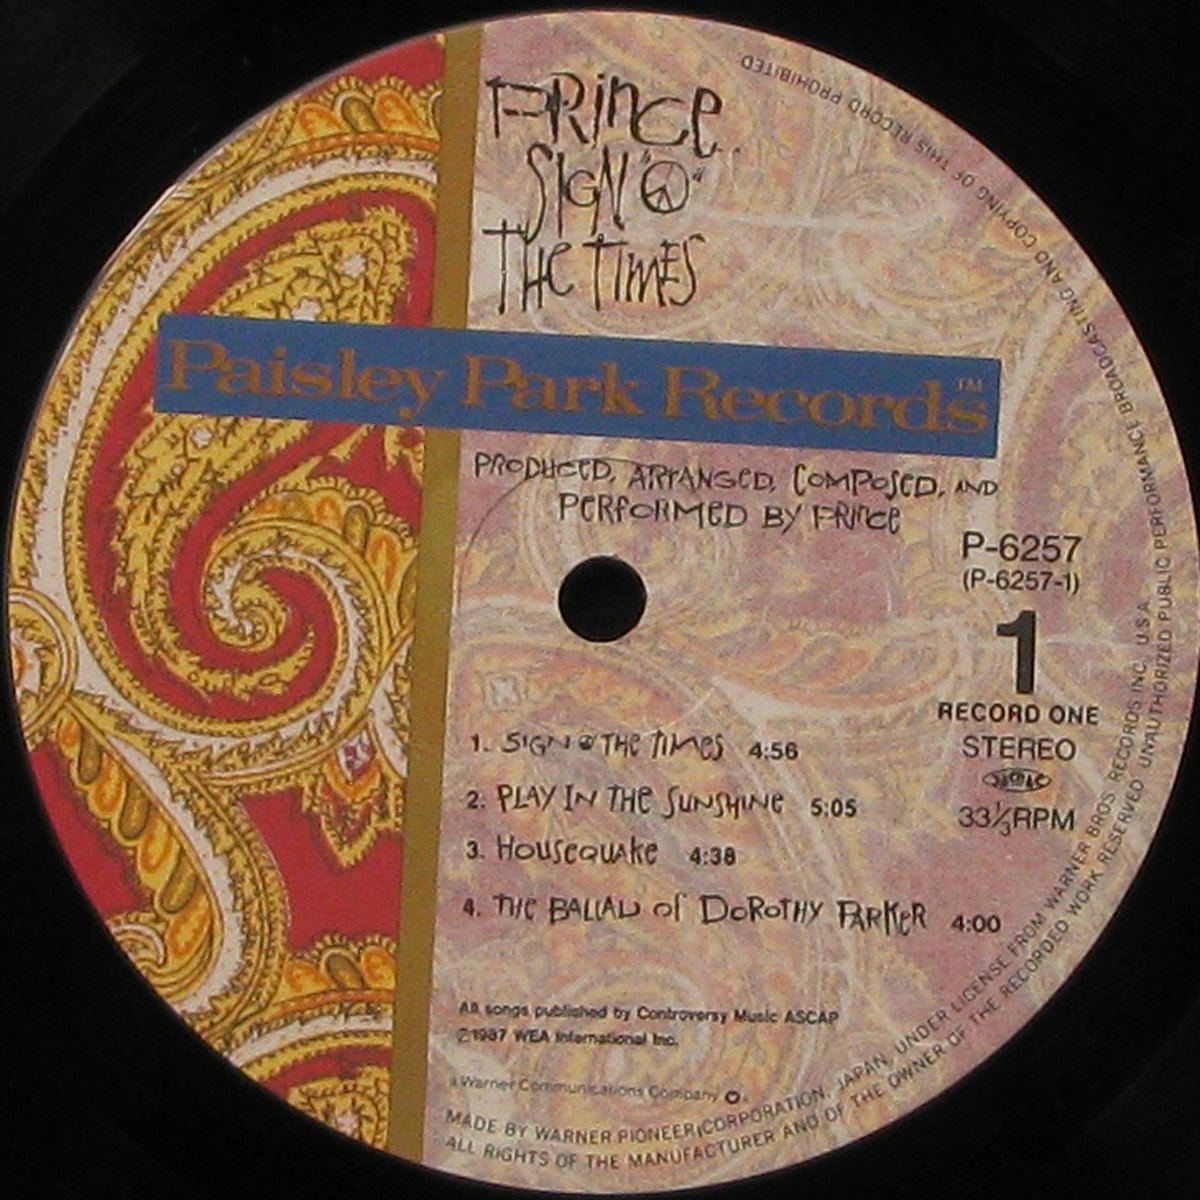 Prince
Sign "☮"
The Times
Paisley Park Records™
Produced, Arranged, Composed, and
Performed by Prince
P-6257
(P-6257-1)
1
RECORD ONE
STEREO
JASRAC
33⅓RPM
1. Sign ☮ The Times 4:56
2. Play In The Sunshine 5:05
3. Housequake 4:38
4. The Ballad of Dorothy Parker 4:00
All songs published by Controversy Music ASCAP
℗1987 WEA International Inc.
a Warner Communications Company
MADE BY WARNER PIONEER CORPORATION, JAPAN, UNDER LICENSE FROM WARNER BROS RECORDS INC., U.S.A.
ALL RIGHTS OF THE MANUFACTURER AND OF THE OWNER OF THE RECORDED WORK RESERVED UNAUTHORIZED PUBLIC PERFORMANCE BROADCASTING AND COPYING OF THIS RECORD PROHIBITED